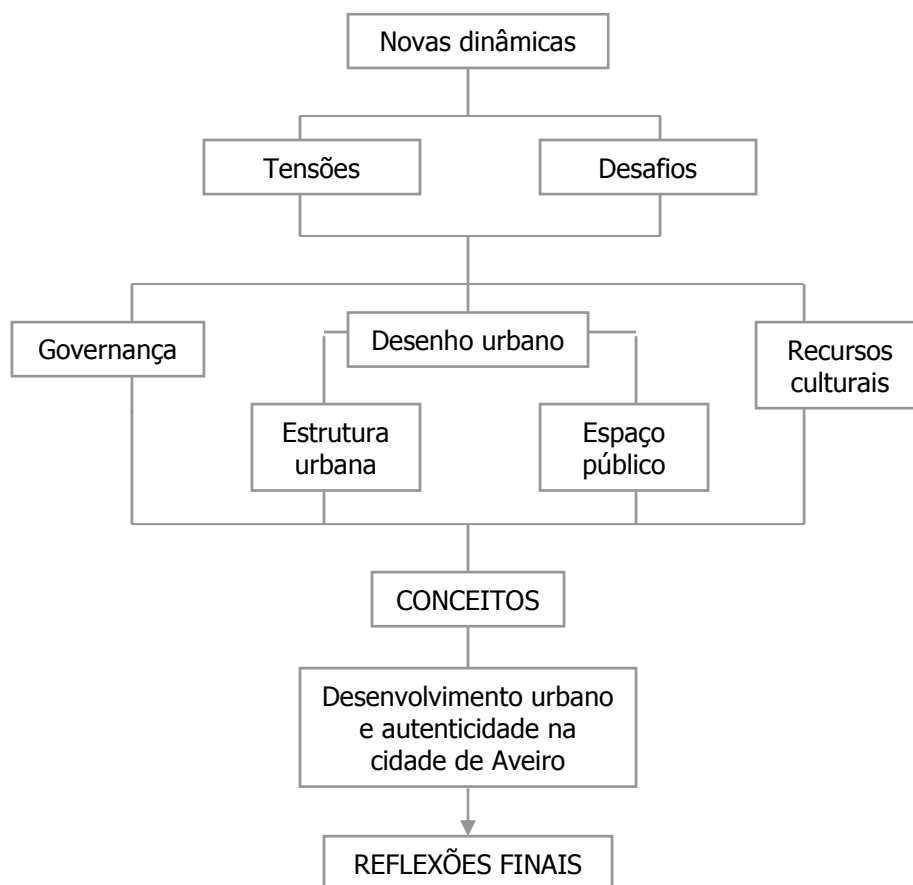 Novas dinâmicas
Tensões
Desafios
Governança
Desenho urbano
Recursos
culturais
Estrutura
urbana
Espaço
público
CONCEITOS
Desenvolvimento urbano
e autenticidade na
cidade de Aveiro
REFLEXÕES FINAIS